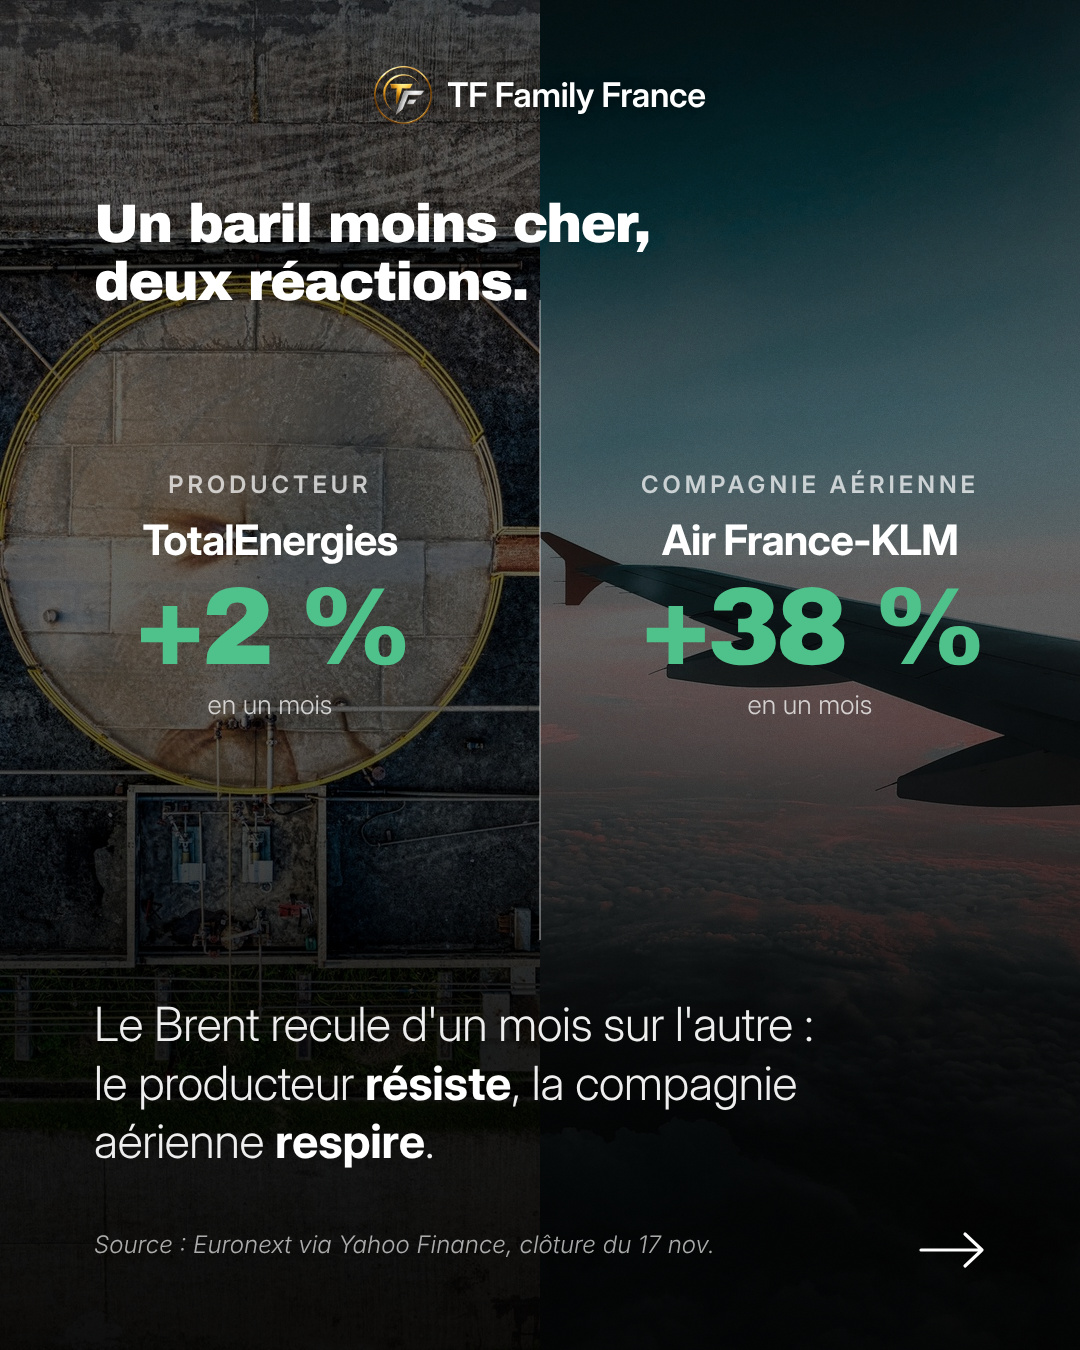 TF Family France
Un baril moins cher,
deux réactions.
PRODUCTEUR
TotalEnergies
+2 %
en un mois
COMPAGNIE AÉRIENNE
Air France-KLM
+38 %
en un mois
Le Brent recule d'un mois sur l'autre :
le producteur résiste, la compagnie
aérienne respire.
Source : Euronext via Yahoo Finance, clôture du 17 nov.